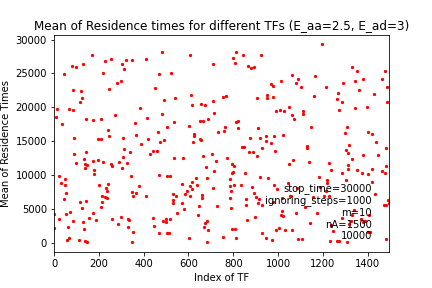 Mean of Residence times for different TFs (E_aa=2.5, E_ad=3)
Mean of Residence Times
30000
25000
20000
15000
10000
5000
0
stop_time=30000
ignoring_steps=1000
m=10
nA=1500
10000
0 200 400 600 800 1000 1200 1400
Index of TF